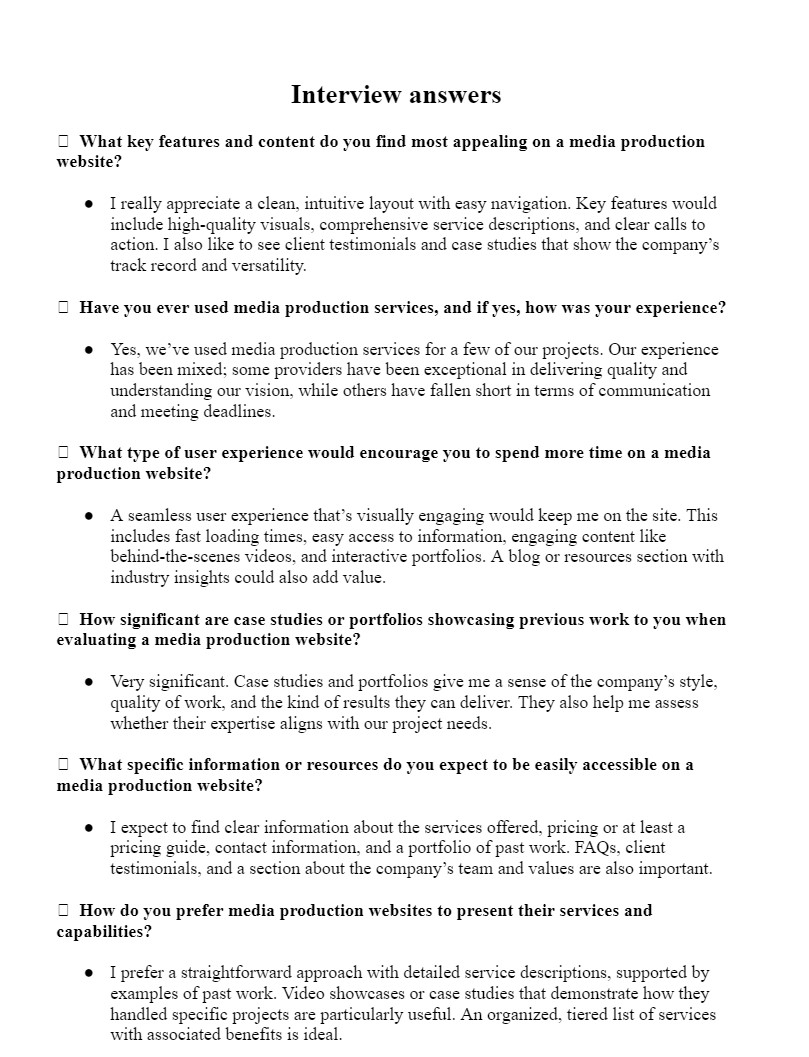 Interview answers
What key features and content do you find most appealing on a media production
website?
● I really appreciate a clean, intuitive layout with easy navigation. Key features would
include high-quality visuals, comprehensive service descriptions, and clear calls to
action. I also like to see client testimonials and case studies that show the company’s
track record and versatility.
Have you ever used media production services, and if yes, how was your experience?
● Yes, we’ve used media production services for a few of our projects. Our experience
has been mixed; some providers have been exceptional in delivering quality and
understanding our vision, while others have fallen short in terms of communication
and meeting deadlines.
What type of user experience would encourage you to spend more time on a media
production website?
● A seamless user experience that’s visually engaging would keep me on the site. This
includes fast loading times, easy access to information, engaging content like
behind-the-scenes videos, and interactive portfolios. A blog or resources section with
industry insights could also add value.
How significant are case studies or portfolios showcasing previous work to you when
evaluating a media production website?
● Very significant. Case studies and portfolios give me a sense of the company’s style,
quality of work, and the kind of results they can deliver. They also help me assess
whether their expertise aligns with our project needs.
What specific information or resources do you expect to be easily accessible on a
media production website?
● I expect to find clear information about the services offered, pricing or at least a
pricing guide, contact information, and a portfolio of past work. FAQs, client
testimonials, and a section about the company’s team and values are also important.
How do you prefer media production websites to present their services and
capabilities?
● I prefer a straightforward approach with detailed service descriptions, supported by
examples of past work. Video showcases or case studies that demonstrate how they
handled specific projects are particularly useful. An organized, tiered list of services
with associated benefits is ideal.